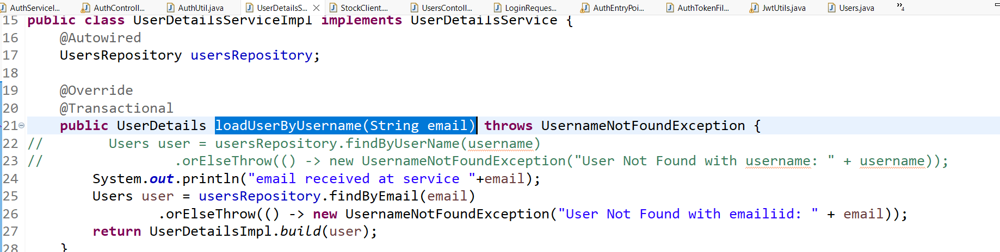 AuthServicel... AuthControll... AuthUtil.java UserDetailsS... StockClient.... UsersContoll... LoginReques... AuthEntryPoi... AuthTokenFil... JwtUtils.java Users.java »4
15 public class UserDetailsServiceImpl implements UserDetailsService {
16 @Autowired
17 UsersRepository usersRepository;
18
19 @Override
20 @Transactional
21 public UserDetails loadUserByUsername(String email) throws UsernameNotFoundException {
22 // Users user = usersRepository.findByUserName(username)
23 // .orElseThrow(() -> new UsernameNotFoundException("User Not Found with username: " + username));
24 System.out.println("email received at service "+email);
25 Users user = usersRepository.findByEmail(email)
26 .orElseThrow(() -> new UsernameNotFoundException("User Not Found with emailiid: " + email));
27 return UserDetailsImpl.build(user);
28 }